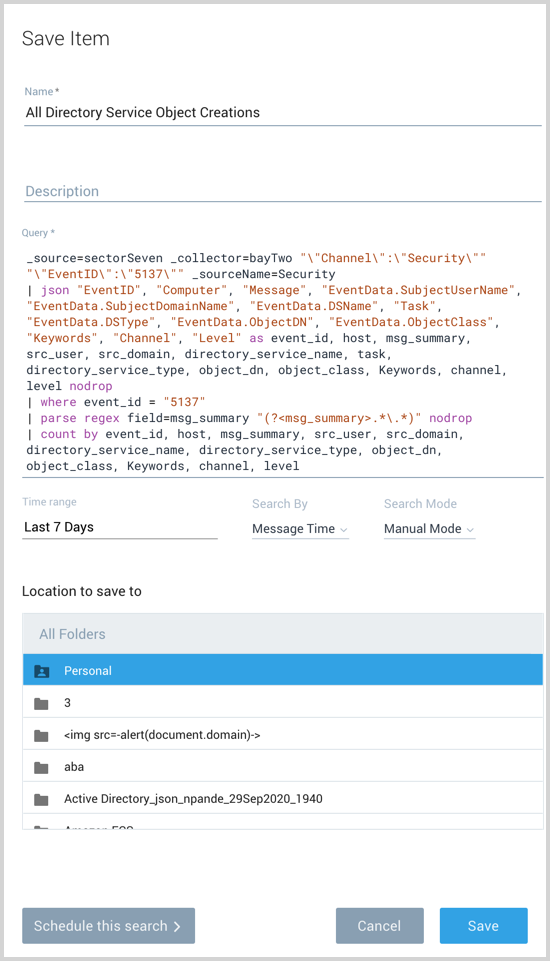 Save Item
Name *
All Directory Service Object Creations
Description
Query *
_source=sectorSeven _collector=bayTwo "\"Channel\":\"Security\""
"\"EventID\":\"5137\"" _sourceName=Security
| json "EventID", "Computer", "Message", "EventData.SubjectUserName",
"EventData.SubjectDomainName", "EventData.DSName", "Task",
"EventData.DSType", "EventData.ObjectDN", "EventData.ObjectClass",
"Keywords", "Channel", "Level" as event_id, host, msg_summary,
src_user, src_domain, directory_service_name, task,
directory_service_type, object_dn, object_class, Keywords, channel,
level nodrop
| where event_id = "5137"
| parse regex field=msg_summary "(?<msg_summary>.*\.*)" nodrop
| count by event_id, host, msg_summary, src_user, src_domain,
directory_service_name, directory_service_type, object_dn,
object_class, Keywords, channel, level
Time range
Search By
Search Mode
Last 7 Days
Message Time
Manual Mode
Location to save to
All Folders
Personal
3
<img src=-alert(document.domain)->
aba
Active Directory_json_npande_29Sep2020_1940
Schedule this search >
Cancel
Save